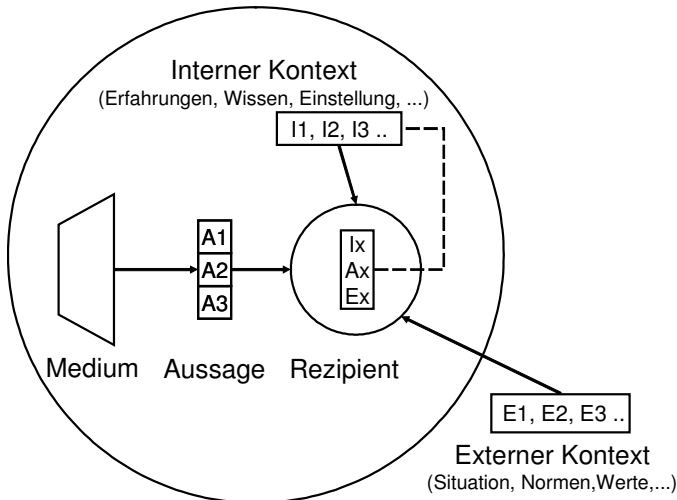 Interner Kontext
(Erfahrungen, Wissen, Einstellung, ...)
I1, I2, I3 ..
A1
A2
A3
Ix
Ax
Ex
Medium Aussage Rezipient
E1, E2, E3 ..
Externer Kontext
(Situation, Normen,Werte,...)